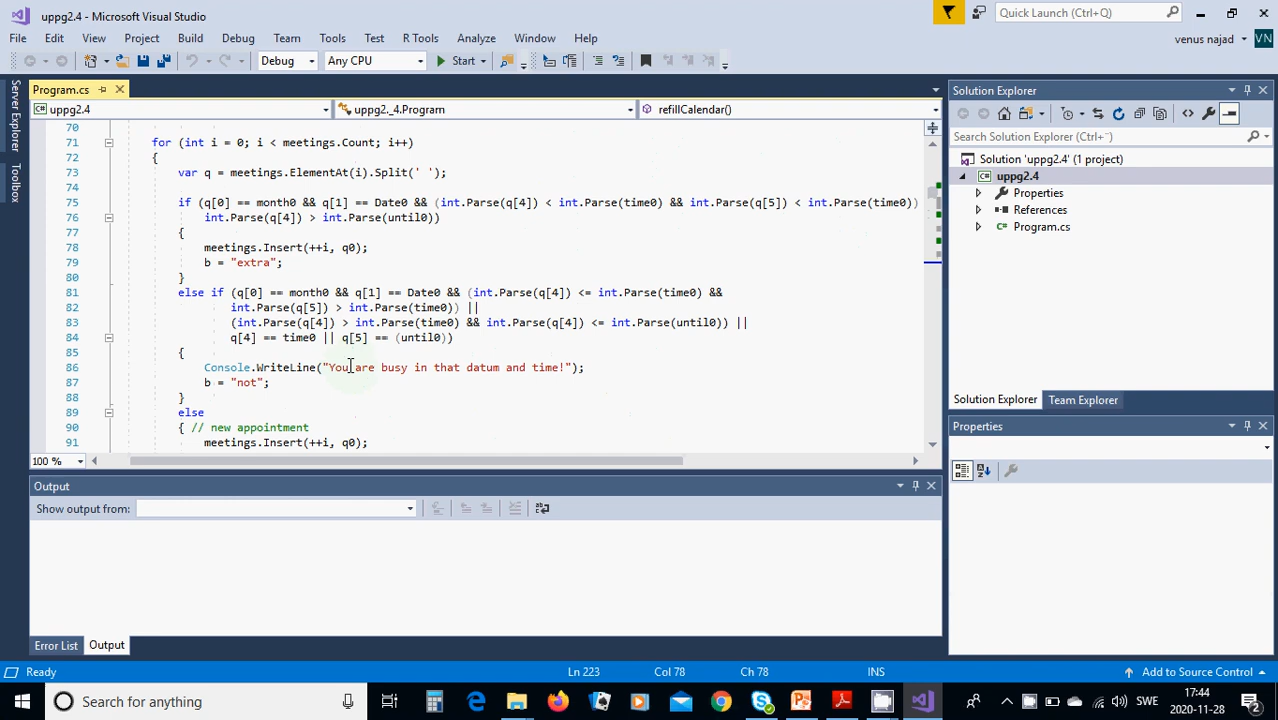 uppg2.4 - Microsoft Visual Studio
Quick Launch (Ctrl+Q)
File Edit View Project Build Debug Team Tools Test R Tools Analyze Window Help
venus najad VN
Debug Any CPU Start
Server Explorer
Toolbox
Program.cs
uppg2.4 uppg2._4.Program refillCalendar()
70
71 for (int i = 0; i < meetings.Count; i++)
72 {
73 var q = meetings.ElementAt(i).Split(' ');
74
75 if (q[0] == month0 && q[1] == Date0 && (int.Parse(q[4]) < int.Parse(time0) && int.Parse(q[5]) < int.Parse(time0))
76 int.Parse(q[4]) > int.Parse(until0))
77 {
78 meetings.Insert(++i, q0);
79 b = "extra";
80 }
81 else if (q[0] == month0 && q[1] == Date0 && (int.Parse(q[4]) <= int.Parse(time0) &&
82 int.Parse(q[5]) > int.Parse(time0)) ||
83 (int.Parse(q[4]) > int.Parse(time0) && int.Parse(q[4]) <= int.Parse(until0)) ||
84 q[4] == time0 || q[5] == (until0))
85 {
86 Console.WriteLine("You are busy in that datum and time!");
87 b = "not";
88 }
89 else
90 { // new appointment
91 meetings.Insert(++i, q0);
100 %
Output
Show output from:
Error List Output
Solution Explorer
Search Solution Explorer (Ctrl+¨)
Solution 'uppg2.4' (1 project)
uppg2.4
Properties
References
Program.cs
Solution Explorer Team Explorer
Properties
Ready Ln 223 Col 78 Ch 78 INS Add to Source Control
Search for anything
SWE
17:44
2020-11-28
2